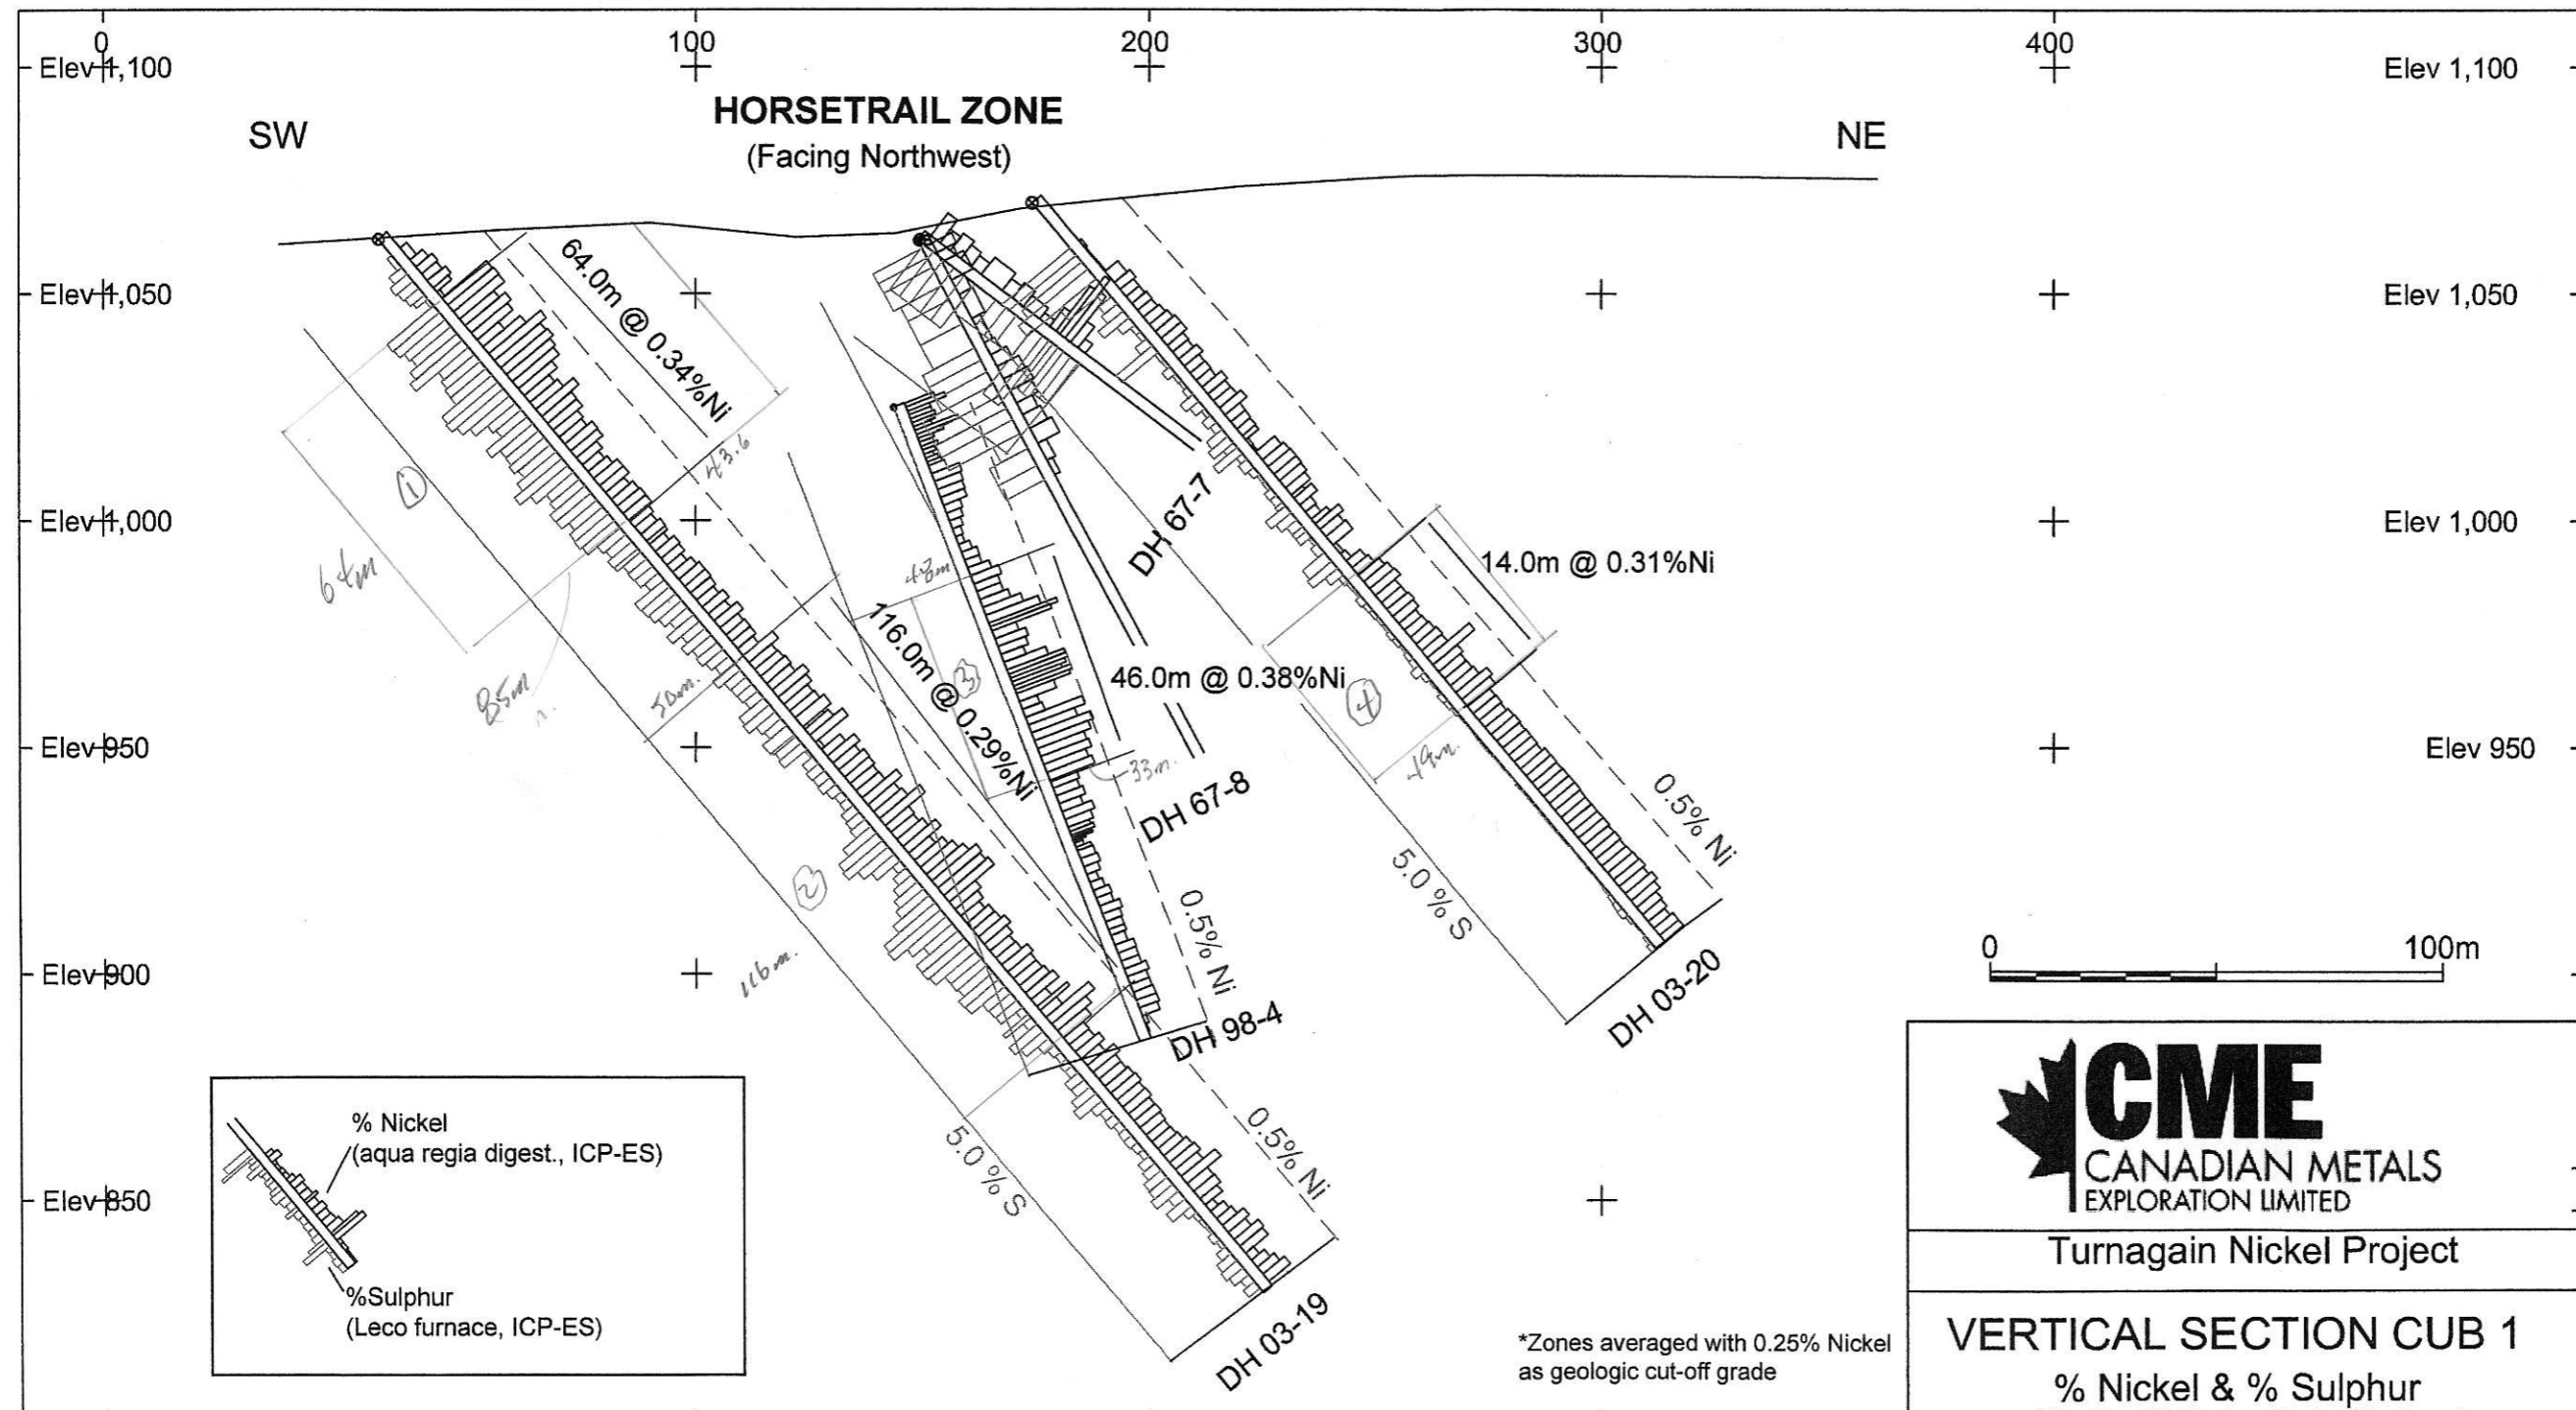 0 100 200 300 400
Elev 1,100 Elev 1,100
HORSETRAIL ZONE
(Facing Northwest)
SW NE
Elev 1,050 Elev 1,050
64.0m @ 0.34%Ni
43.6
①
64m
Elev 1,000 Elev 1,000
DH 67-7
14.0m @ 0.31%Ni
48m
116.0m @ 0.29%Ni
③
46.0m @ 0.38%Ni
④
85m
50m.
Elev 950 Elev 950
33m.
49m.
DH 67-8
0.5% Ni
5.0 % S
②
116m.
Elev 900
0.5% Ni
DH 98-4
DH 03-20
0 100m
Elev 850
0.5% Ni
5.0 % S
DH 03-19
% Nickel
(aqua regia digest., ICP-ES)
%Sulphur
(Leco furnace, ICP-ES)
*Zones averaged with 0.25% Nickel
as geologic cut-off grade
CME
CANADIAN METALS
EXPLORATION LIMITED
Turnagain Nickel Project
VERTICAL SECTION CUB 1
% Nickel & % Sulphur